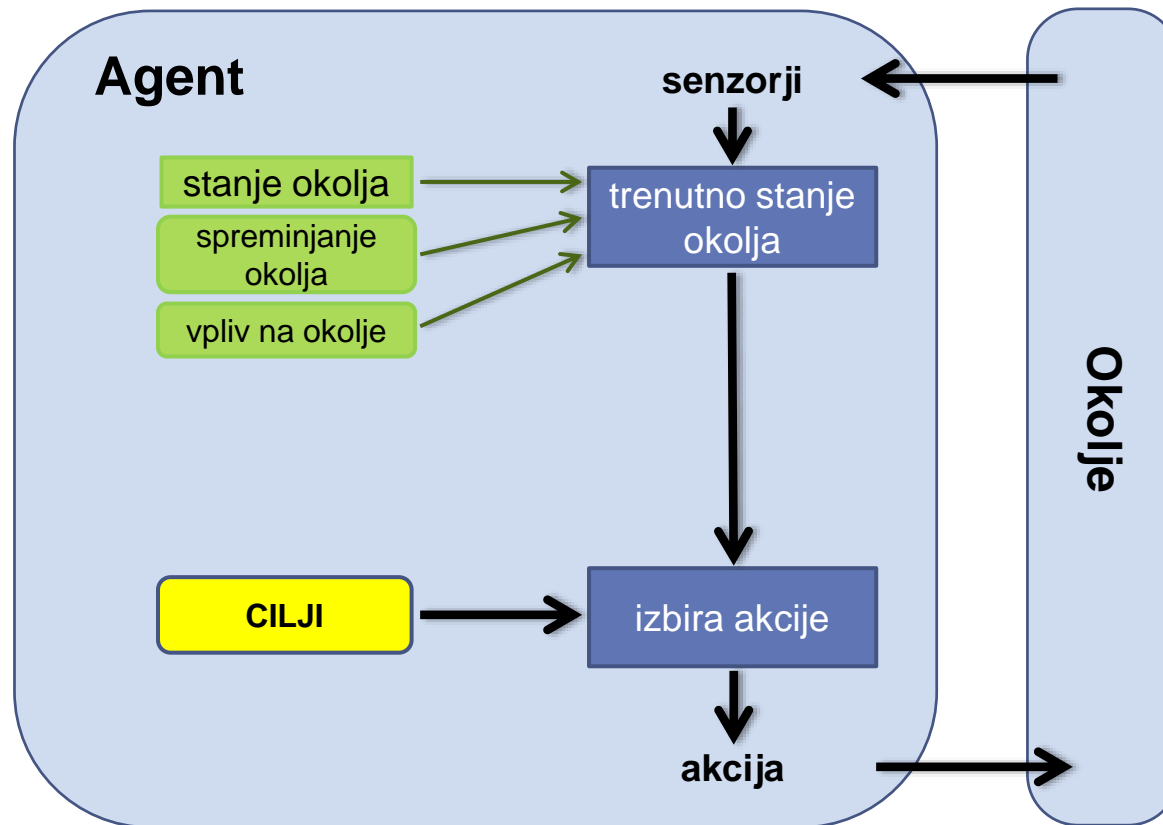 Agent
senzorji
stanje okolja
spreminjanje
okolja
vpliv na okolje
trenutno stanje
okolja
Okolje
CILJI
izbira akcije
akcija